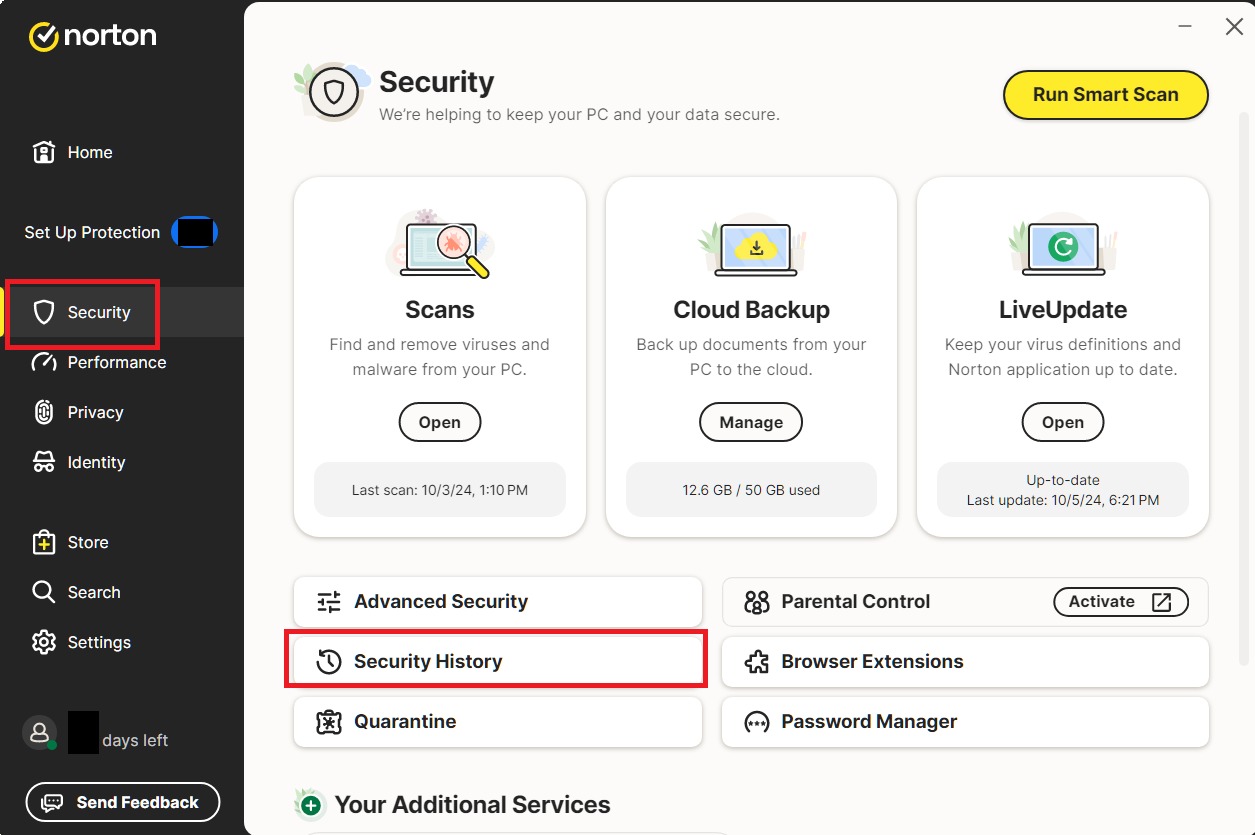 norton
Home
Set Up Protection
Security
Performance
Privacy
Identity
Store
Search
Settings
days left
Send Feedback
Security
We're helping to keep your PC and your data secure.
Run Smart Scan
Scans
Find and remove viruses and
malware from your PC.
Open
Last scan: 10/3/24, 1:10 PM
Cloud Backup
Back up documents from your
PC to the cloud.
Manage
12.6 GB / 50 GB used
LiveUpdate
Keep your virus definitions and
Norton application up to date.
Open
Up-to-date
Last update: 10/5/24, 6:21 PM
Advanced Security
Parental Control
Activate
Security History
Browser Extensions
Quarantine
Password Manager
Your Additional Services